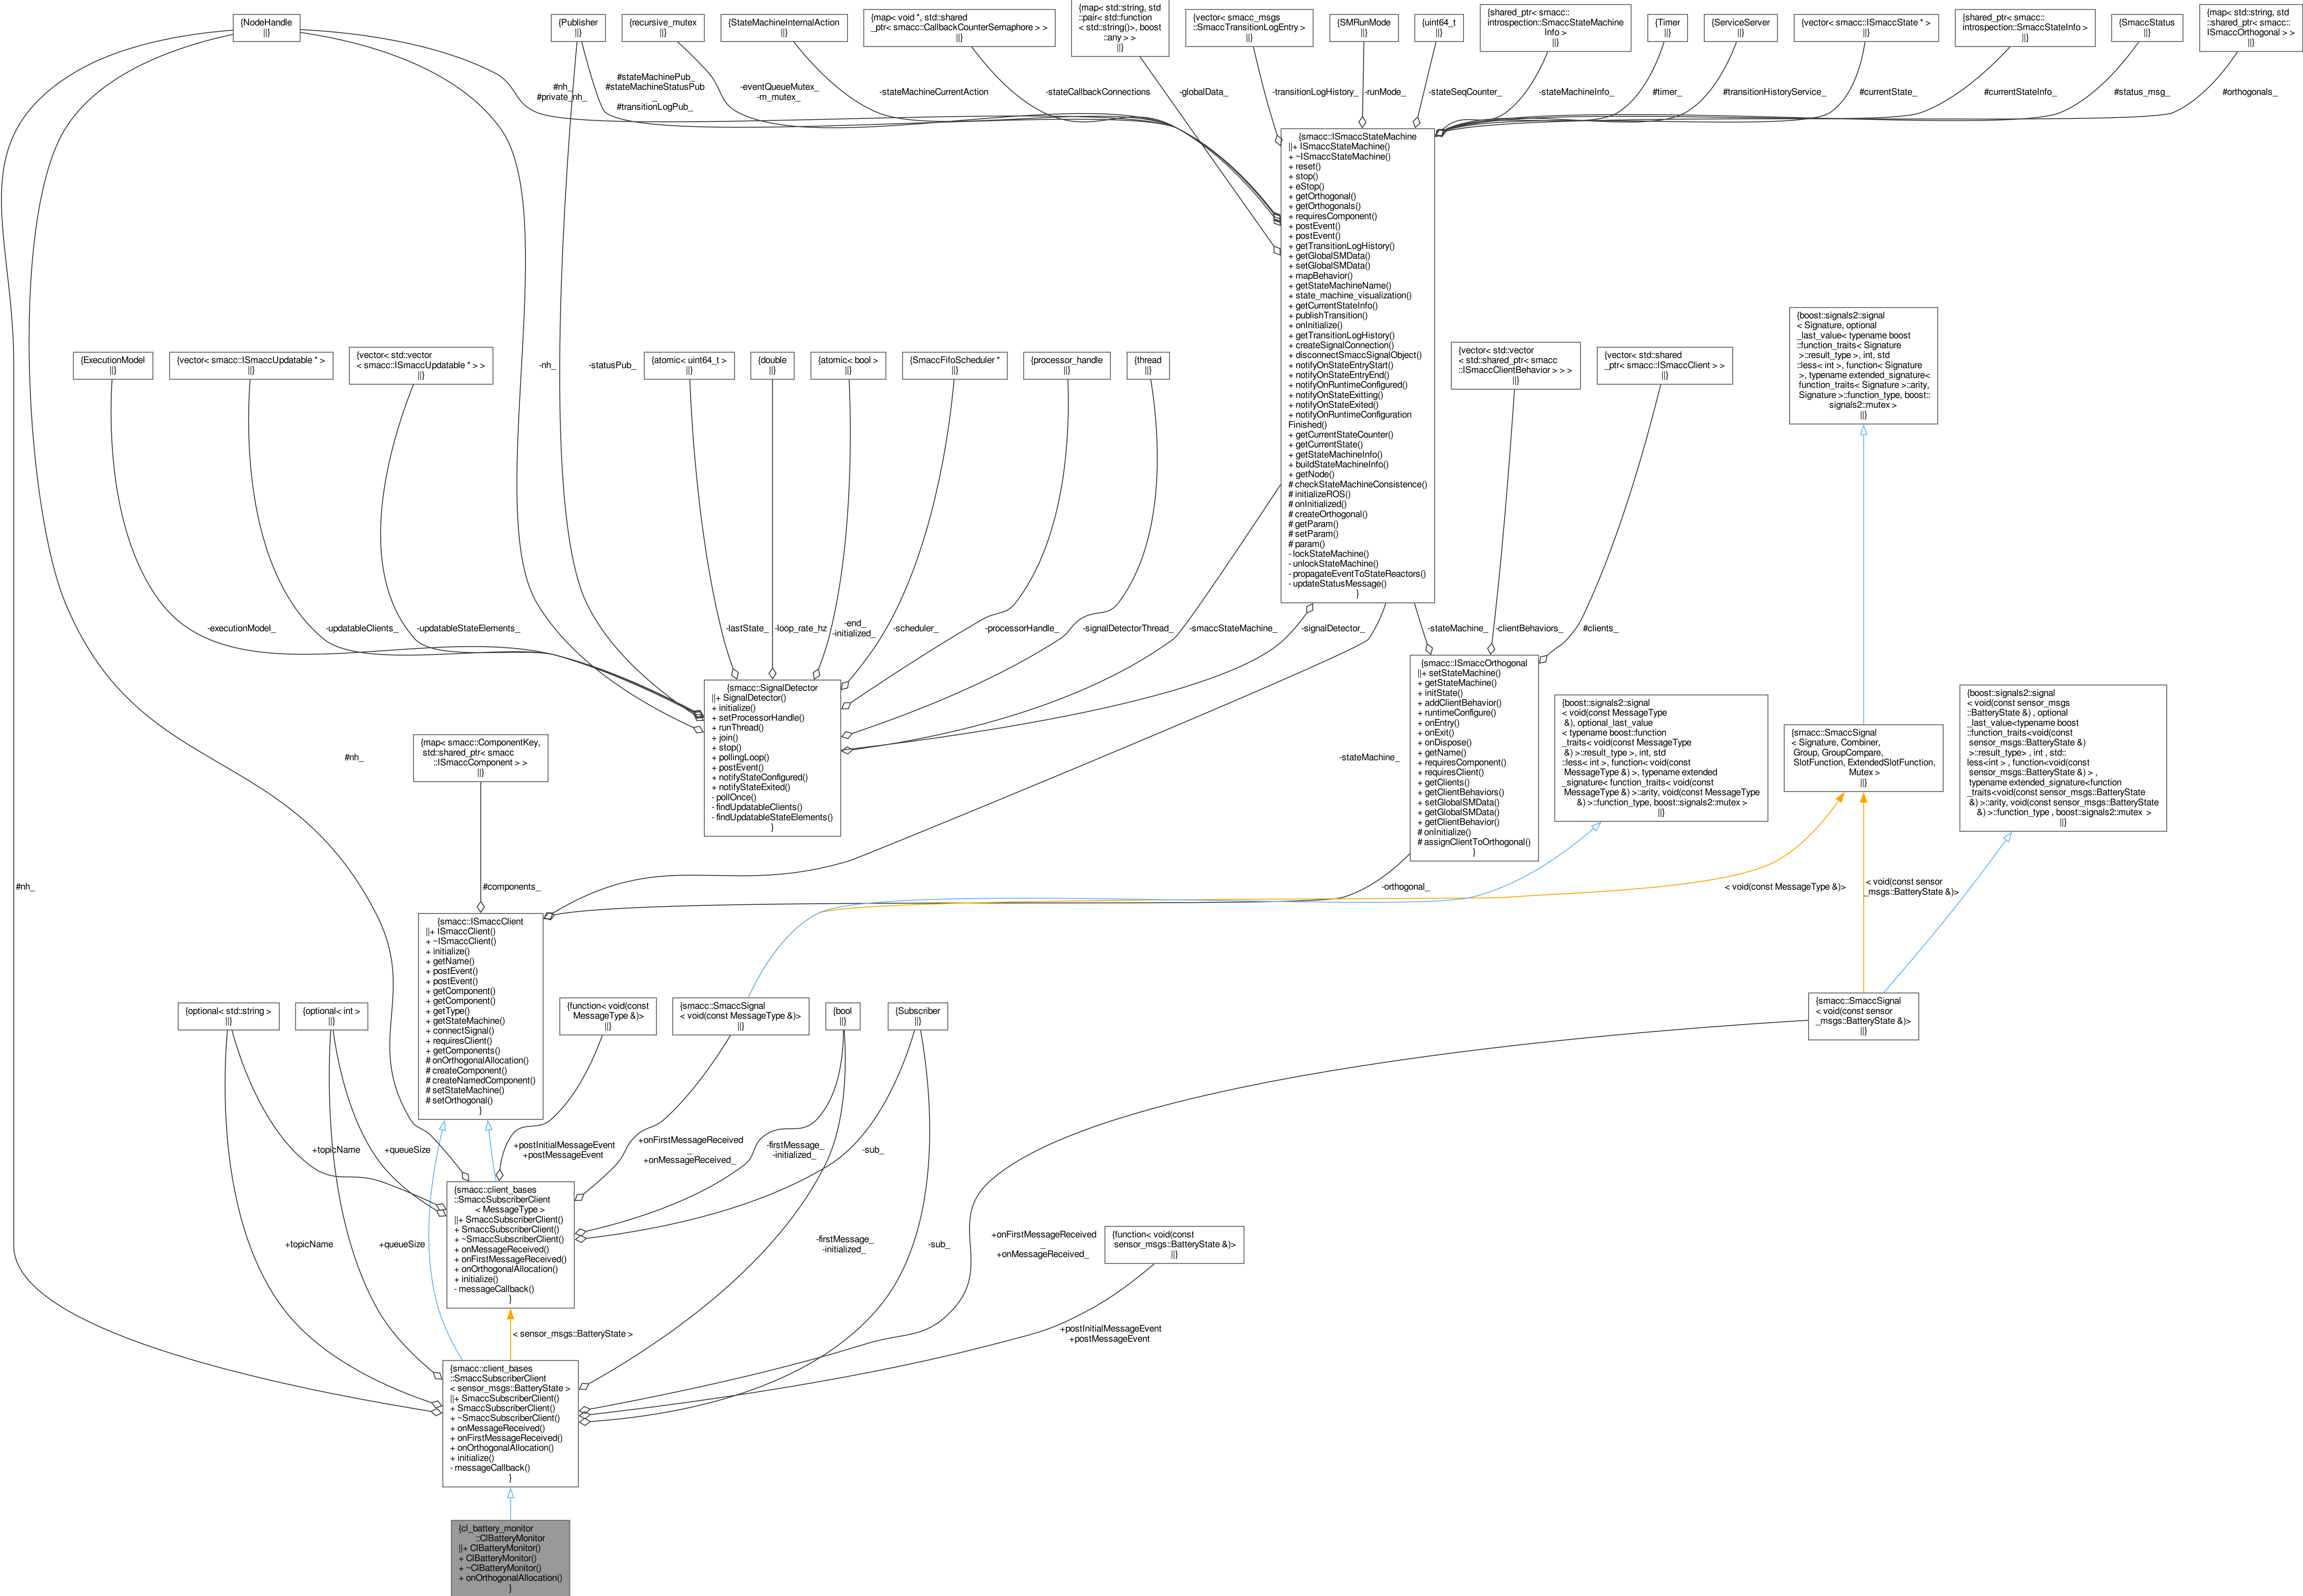 {NodeHandle
||}
{Publisher
||}
{recursive_mutex
||}
{StateMachineInternalAction
||}
{map< void *, std::shared
_ptr< smacc::CallbackCounterSemaphore > >
||}
{map< std::string, std
::pair< std::function
< std::string()>, boost
::any > >
||}
{vector< smacc_msgs
::SmaccTransitionLogEntry >
||}
{SMRunMode
||}
{uint64_t
||}
{shared_ptr< smacc::
introspection::SmaccStateMachine
Info >
||}
{Timer
||}
{ServiceServer
||}
{vector< smacc::ISmaccState * >
||}
{shared_ptr< smacc::
introspection::SmaccStateInfo >
||}
{SmaccStatus
||}
{map< std::string, std
::shared_ptr< smacc::
ISmaccOrthogonal > >
||}
#nh_
#private_nh_
#stateMachinePub_
#stateMachineStatusPub
_
#transitionLogPub_
-eventQueueMutex_
-m_mutex_
-stateMachineCurrentAction
-stateCallbackConnections
-globalData_
-transitionLogHistory_
-runMode_
-stateSeqCounter_
-stateMachineInfo_
#timer_
#transitionHistoryService_
#currentState_
#currentStateInfo_
#status_msg_
#orthogonals_
{smacc::ISmaccStateMachine
||+ ISmaccStateMachine()
+ ~ISmaccStateMachine()
+ reset()
+ stop()
+ eStop()
+ getOrthogonal()
+ getOrthogonals()
+ requiresComponent()
+ postEvent()
+ postEvent()
+ getTransitionLogHistory()
+ getGlobalSMData()
+ setGlobalSMData()
+ mapBehavior()
+ getStateMachineName()
+ state_machine_visualization()
+ getCurrentStateInfo()
+ publishTransition()
+ onInitialize()
+ getTransitionLogHistory()
+ createSignalConnection()
+ disconnectSmaccSignalObject()
+ notifyOnStateEntryStart()
+ notifyOnStateEntryEnd()
+ notifyOnRuntimeConfigured()
+ notifyOnStateExitting()
+ notifyOnStateExited()
+ notifyOnRuntimeConfiguration
Finished()
+ getCurrentStateCounter()
+ getCurrentState()
+ getStateMachineInfo()
+ buildStateMachineInfo()
+ getNode()
# checkStateMachineConsistence()
# initializeROS()
# onInitialized()
# createOrthogonal()
# getParam()
# setParam()
# param()
- lockStateMachine()
- unlockStateMachine()
- propagateEventToStateReactors()
- updateStatusMessage()
}
{boost::signals2::signal
< Signature, optional
_last_value< typename boost
::function_traits< Signature
>::result_type >, int, std
::less< int >, function< Signature
>, typename extended_signature<
function_traits< Signature >::arity,
Signature >::function_type, boost::
signals2::mutex >
||}
{ExecutionModel
||}
{vector< smacc::ISmaccUpdatable * >
||}
{vector< std::vector
< smacc::ISmaccUpdatable * > >
||}
-nh_
-statusPub_
{atomic< uint64_t >
||}
{double
||}
{atomic< bool >
||}
{SmaccFifoScheduler *
||}
{processor_handle
||}
{thread
||}
{vector< std::vector
< std::shared_ptr< smacc
::ISmaccClientBehavior > > >
||}
{vector< std::shared
_ptr< smacc::ISmaccClient > >
||}
-executionModel_
-updatableClients_
-updatableStateElements_
-lastState_
-loop_rate_hz
-end_
-initialized_
-scheduler_
-processorHandle_
-signalDetectorThread_
-smaccStateMachine_
-signalDetector_
-stateMachine_
-clientBehaviors_
#clients_
{smacc::SignalDetector
||+ SignalDetector()
+ initialize()
+ setProcessorHandle()
+ runThread()
+ join()
+ stop()
+ pollingLoop()
+ postEvent()
+ notifyStateConfigured()
+ notifyStateExited()
- pollOnce()
- findUpdatableClients()
- findUpdatableStateElements()
}
{smacc::ISmaccOrthogonal
||+ setStateMachine()
+ getStateMachine()
+ initState()
+ addClientBehavior()
+ runtimeConfigure()
+ onEntry()
+ onExit()
+ onDispose()
+ getName()
+ requiresComponent()
+ requiresClient()
+ getClients()
+ getClientBehaviors()
+ setGlobalSMData()
+ getGlobalSMData()
+ getClientBehavior()
# onInitialize()
# assignClientToOrthogonal()
}
{boost::signals2::signal
< void(const MessageType
&), optional_last_value
< typename boost::function
_traits< void(const MessageType
&) >::result_type >, int, std
::less< int >, function< void(const
MessageType &) >, typename extended
_signature< function_traits< void(const
MessageType &) >::arity, void(const MessageType
&) >::function_type, boost::signals2::mutex >
||}
{smacc::SmaccSignal
< Signature, Combiner,
Group, GroupCompare,
SlotFunction, ExtendedSlotFunction,
Mutex >
||}
{boost::signals2::signal
< void(const sensor_msgs
::BatteryState &) , optional
_last_value<typename boost
::function_traits<void(const
sensor_msgs::BatteryState &)
>::result_type> , int , std::
less<int > , function<void(const
sensor_msgs::BatteryState &) > ,
typename extended_signature<function
_traits<void(const sensor_msgs::BatteryState
&) >::arity, void(const sensor_msgs::BatteryState
&) >::function_type , boost::signals2::mutex >
||}
{map< smacc::ComponentKey,
std::shared_ptr< smacc
::ISmaccComponent > >
||}
#nh_
-stateMachine_
#nh_
#components_
-orthogonal_
< void(const MessageType &)>
< void(const sensor
_msgs::BatteryState &)>
{smacc::ISmaccClient
||+ ISmaccClient()
+ ~ISmaccClient()
+ initialize()
+ getName()
+ postEvent()
+ postEvent()
+ getComponent()
+ getComponent()
+ getType()
+ getStateMachine()
+ connectSignal()
+ requiresClient()
+ getComponents()
# onOrthogonalAllocation()
# createComponent()
# createNamedComponent()
# setStateMachine()
# setOrthogonal()
}
{optional< std::string >
||}
{optional< int >
||}
{function< void(const
MessageType &)>
||}
{smacc::SmaccSignal
< void(const MessageType &)>
||}
{bool
||}
{Subscriber
||}
{smacc::SmaccSignal
< void(const sensor
_msgs::BatteryState &)>
||}
+topicName
+queueSize
+postInitialMessageEvent
+postMessageEvent
+onFirstMessageReceived
_
+onMessageReceived_
-firstMessage_
-initialized_
-sub_
{smacc::client_bases
::SmaccSubscriberClient
< MessageType >
||+ SmaccSubscriberClient()
+ SmaccSubscriberClient()
+ ~SmaccSubscriberClient()
+ onMessageReceived()
+ onFirstMessageReceived()
+ onOrthogonalAllocation()
+ initialize()
- messageCallback()
}
+topicName
+queueSize
-firstMessage_
-initialized_
-sub_
+onFirstMessageReceived
_
+onMessageReceived_
{function< void(const
sensor_msgs::BatteryState &)>
||}
< sensor_msgs::BatteryState >
+postInitialMessageEvent
+postMessageEvent
{smacc::client_bases
::SmaccSubscriberClient
< sensor_msgs::BatteryState >
||+ SmaccSubscriberClient()
+ SmaccSubscriberClient()
+ ~SmaccSubscriberClient()
+ onMessageReceived()
+ onFirstMessageReceived()
+ onOrthogonalAllocation()
+ initialize()
- messageCallback()
}
{cl_battery_monitor
::ClBatteryMonitor
||+ ClBatteryMonitor()
+ ClBatteryMonitor()
+ ~ClBatteryMonitor()
+ onOrthogonalAllocation()
}